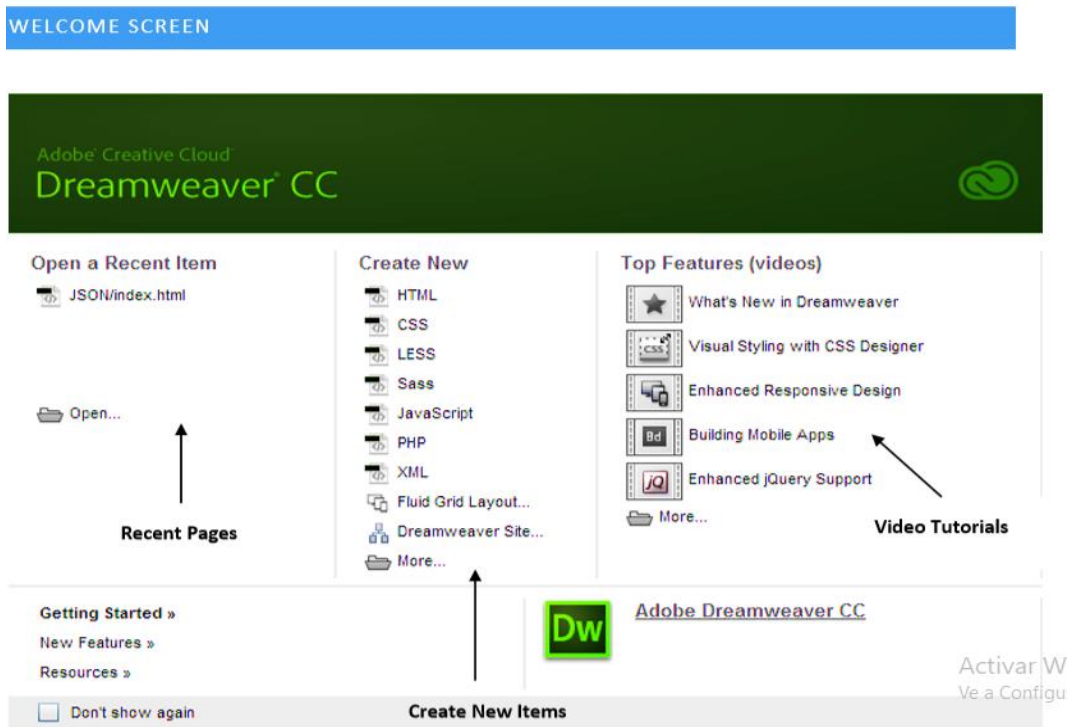 WELCOME SCREEN
Adobe® Creative Cloud™
Dreamweaver® CC
Open a Recent Item
JSON/index.html
Open...
Recent Pages
Create New
HTML
CSS
LESS
Sass
JavaScript
PHP
XML
Fluid Grid Layout...
Dreamweaver Site...
More...
Top Features (videos)
What's New in Dreamweaver
css
Visual Styling with CSS Designer
Enhanced Responsive Design
Bd
Building Mobile Apps
jQ
Enhanced jQuery Support
More...
Video Tutorials
Getting Started »
New Features »
Resources »
Dw
Adobe Dreamweaver CC
Don't show again
Create New Items
Activar W
Ve a Configu